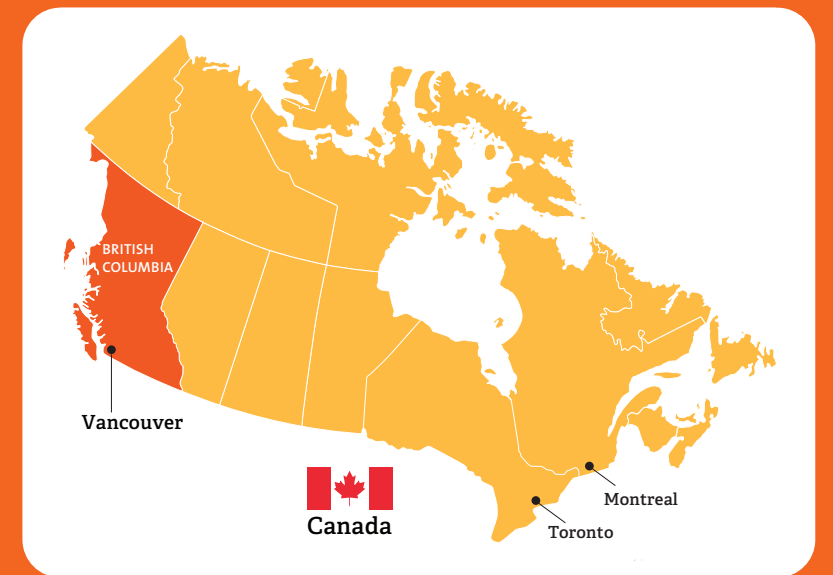 BRITISH
COLUMBIA
Vancouver
Montreal
Canada
Toronto